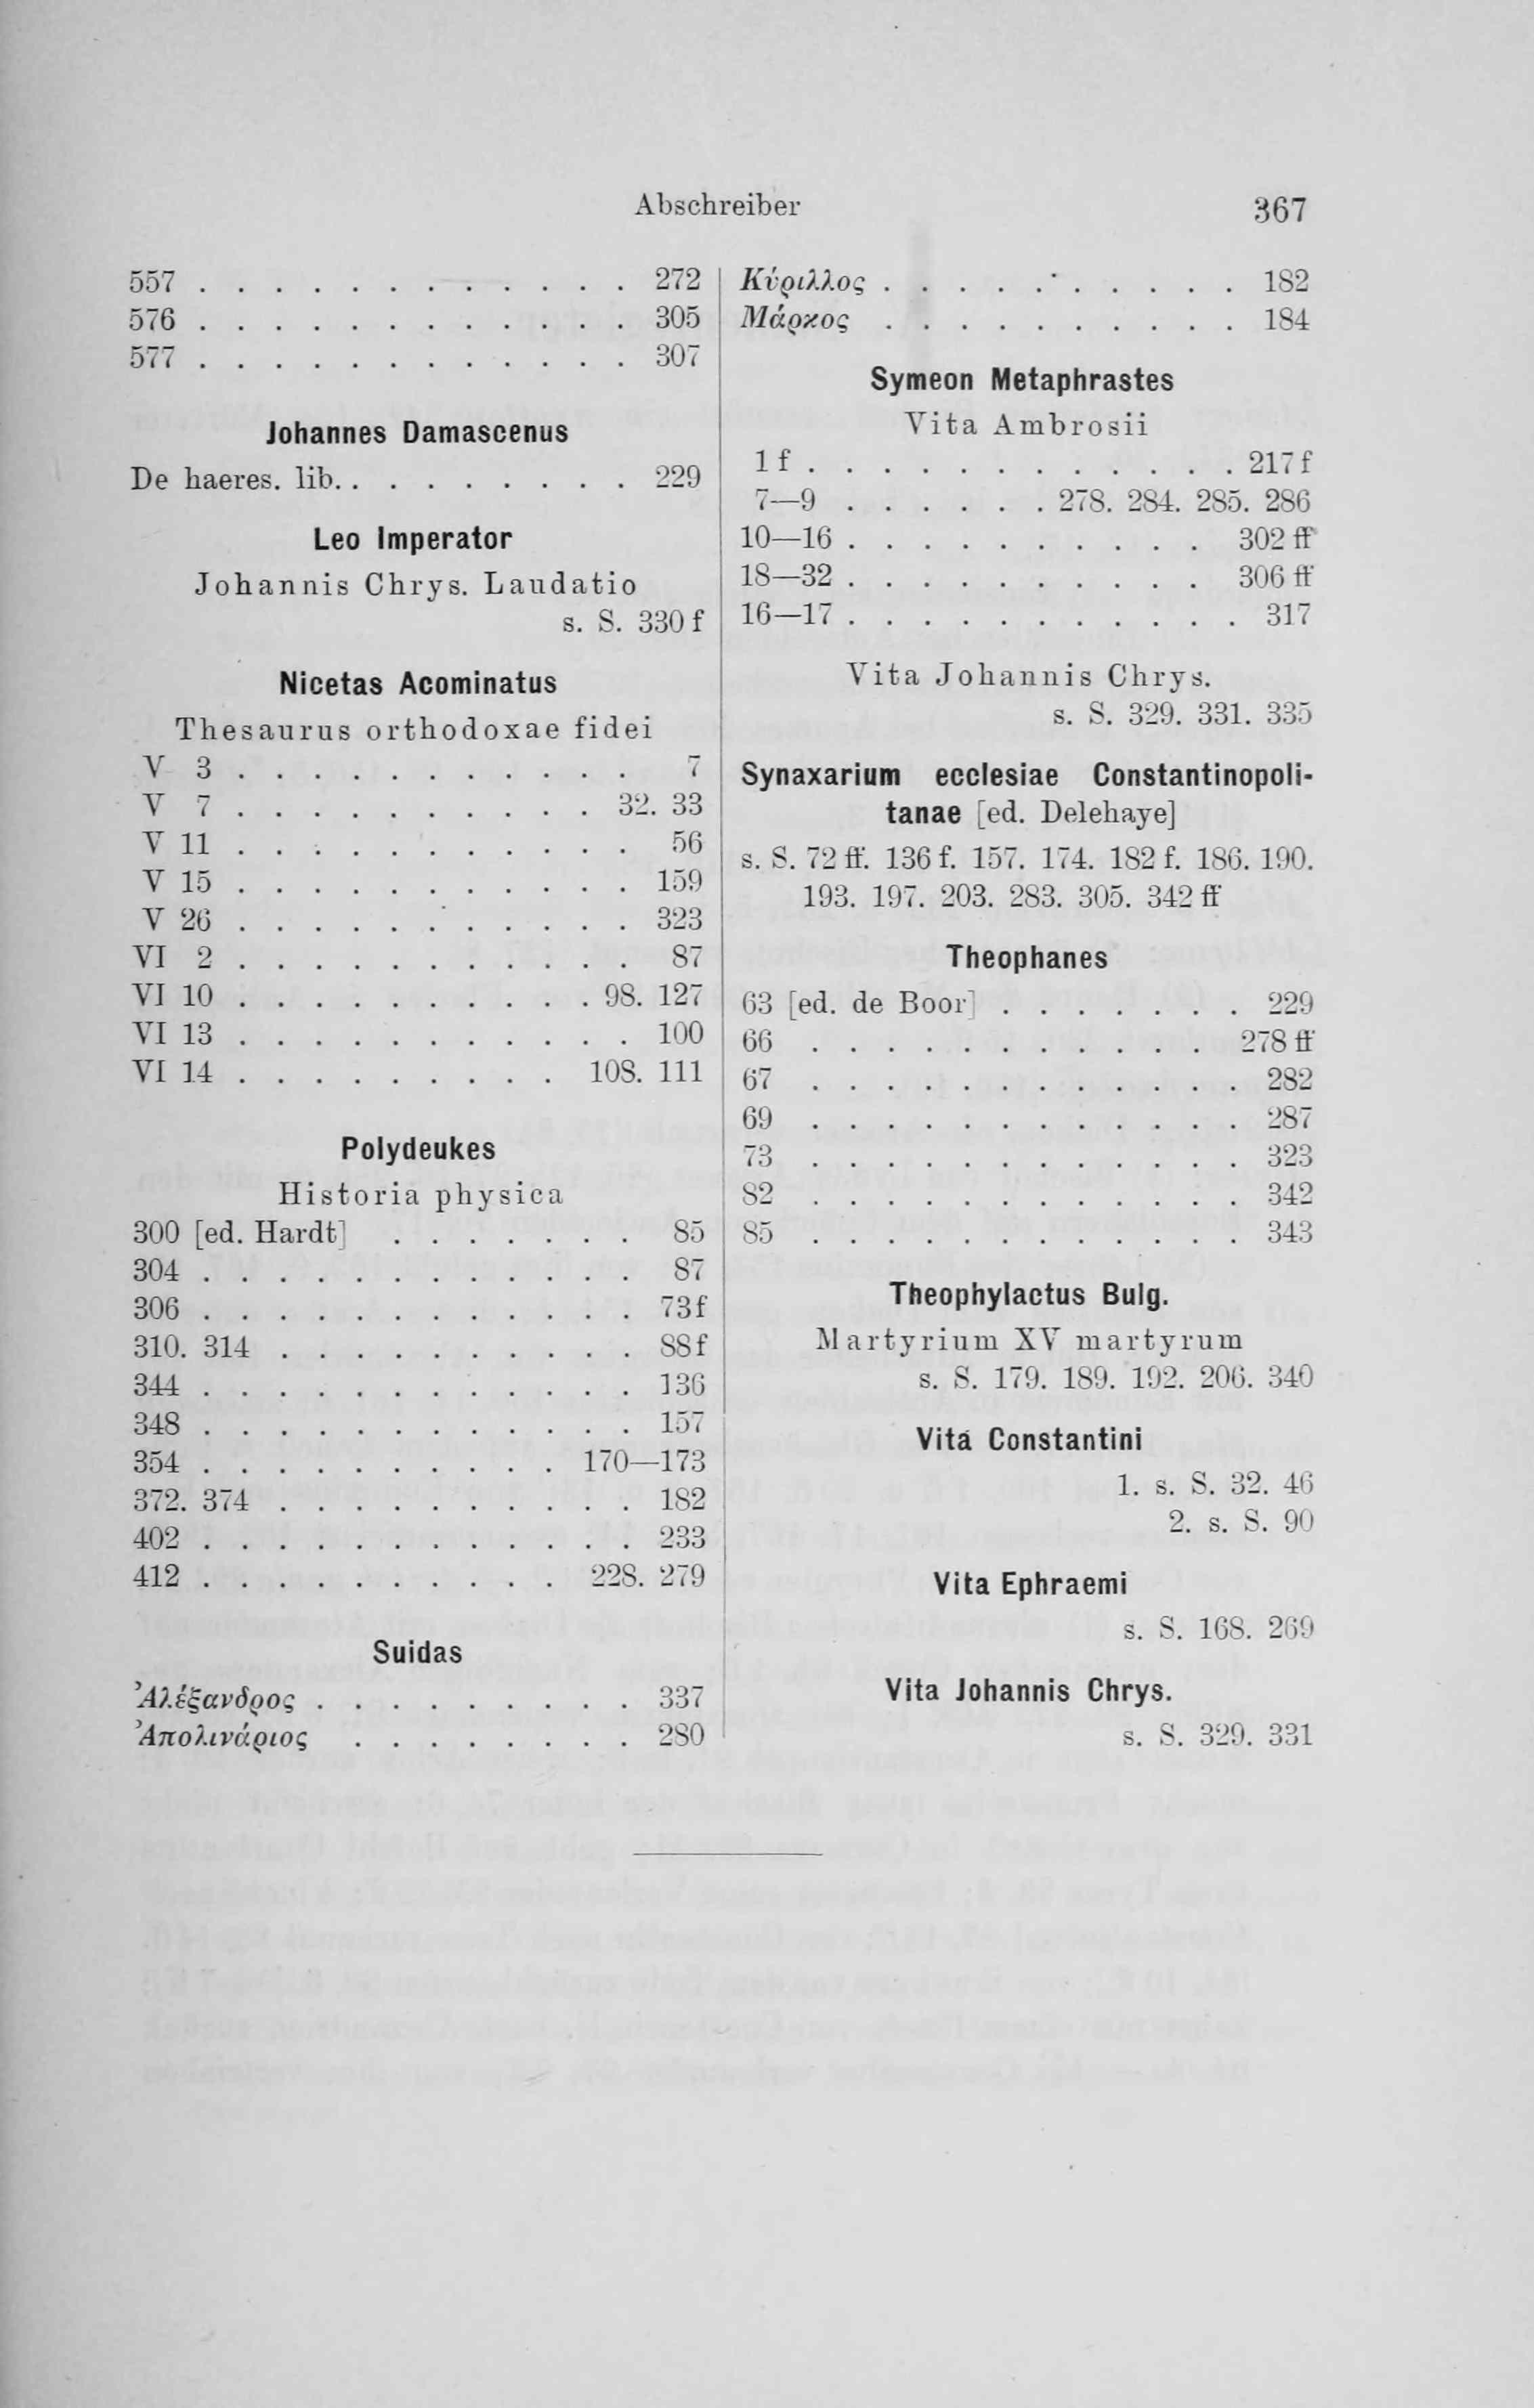 Abschreiber 367
557 . . . . . . . . . . . . 272
576 . . . . . . . . . . . . 305
577 . . . . . . . . . . . . 307
Johannes Damascenus
De haeres. lib. . . . . . . . . 229
Leo Imperator
Johannis Chrys. Laudatio
s. S. 330 f
Nicetas Acominatus
Thesaurus orthodoxae fidei
V 3 . . . . . . . . . . . 7
V 7 . . . . . . . . . . 32. 33
V 11 . . . . . . . . . . . 56
V 15 . . . . . . . . . . . 159
V 26 . . . . . . . . . . . 323
VI 2 . . . . . . . . . . . 87
VI 10 . . . . . . . . . . 98. 127
VI 13 . . . . . . . . . . . 100
VI 14 . . . . . . . . . 108. 111
Polydeukes
Historia physica
300 [ed. Hardt] . . . . . . . 85
304 . . . . . . . . . . . . 87
306 . . . . . . . . . . . . 73 f
310. 314 . . . . . . . . . . 88 f
344 . . . . . . . . . . . . 136
348 . . . . . . . . . . . . 157
354 . . . . . . . . . . 170—173
372. 374 . . . . . . . . . . 182
402 . . . . . . . . . . . . 233
412 . . . . . . . . . . 228. 279
Suidas
Ἀλέξανδρος . . . . . . . . . 337
Ἀπολινάριος . . . . . . . . 280
Κύριλλος . . . . . . . . . . 182
Μάρκος . . . . . . . . . . 184
Symeon Metaphrastes
Vita Ambrosii
1 f . . . . . . . . . . . . 217 f
7—9 . . . . . . 278. 284. 285. 286
10—16 . . . . . . . . . . 302 ff
18—32 . . . . . . . . . . 306 ff
16—17 . . . . . . . . . . . 317
Vita Johannis Chrys.
s. S. 329. 331. 335
Synaxarium ecclesiae Constantinopoli-
tanae [ed. Delehaye]
s. S. 72 ff. 136 f. 157. 174. 182 f. 186. 190.
193. 197. 203. 283. 305. 342 ff
Theophanes
63 [ed. de Boor] . . . . . . . 229
66 . . . . . . . . . . . 278 ff
67 . . . . . . . . . . . . 282
69 . . . . . . . . . . . . 287
73 . . . . . . . . . . . . 323
82 . . . . . . . . . . . . 342
85 . . . . . . . . . . . . 343
Theophylactus Bulg.
Martyrium XV martyrum
s. S. 179. 189. 192. 206. 340
Vita Constantini
1. s. S. 32. 46
2. s. S. 90
Vita Ephraemi
s. S. 168. 269
Vita Johannis Chrys.
s. S. 329. 331